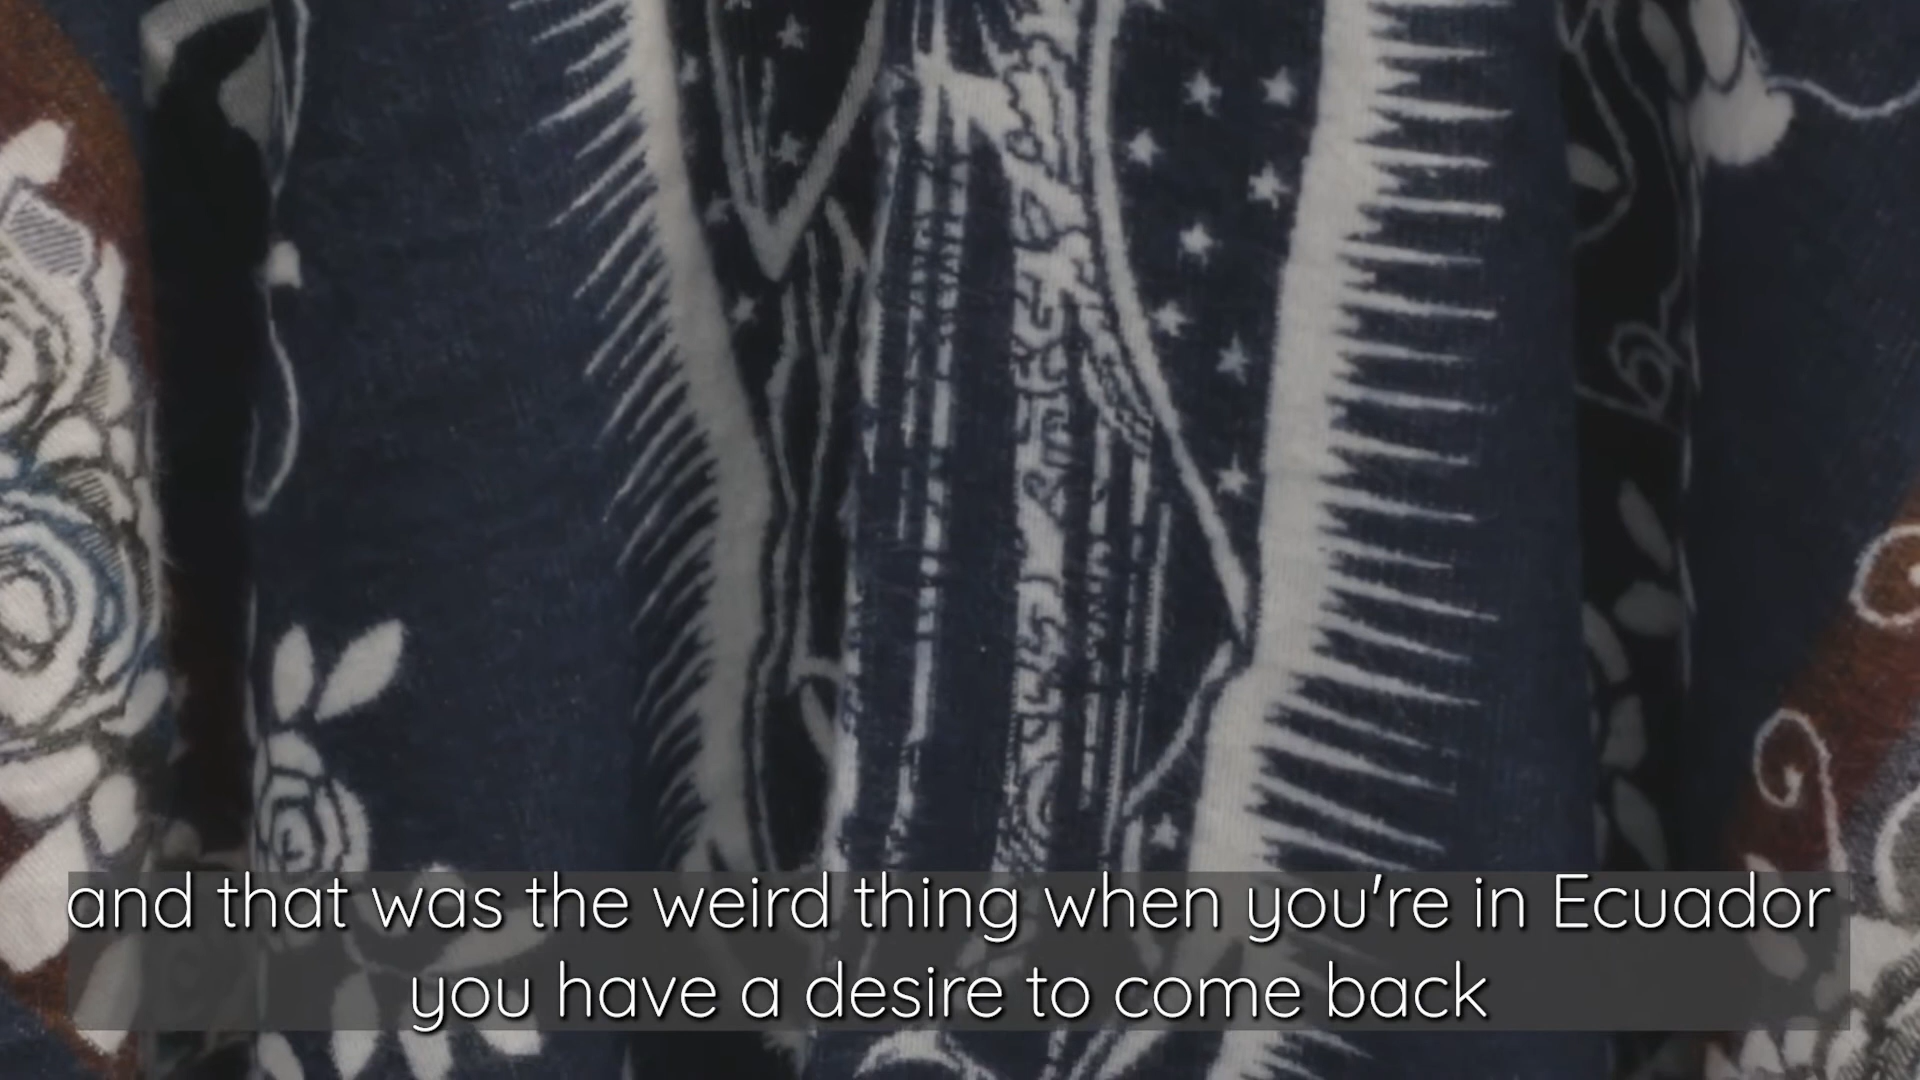 and that was the weird thing when you're in Ecuador
you have a desire to come back